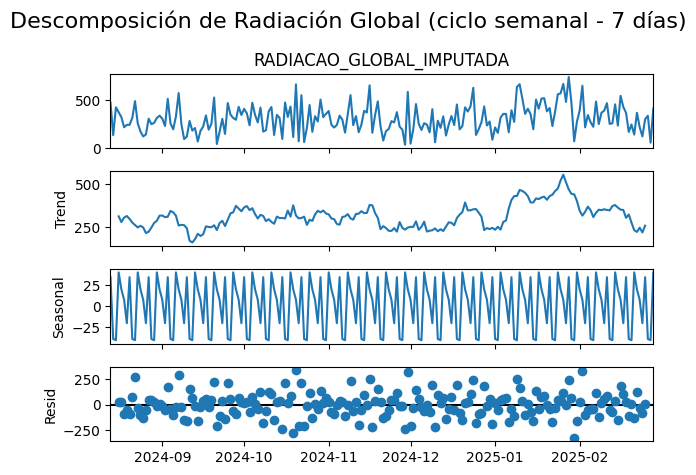 Descomposición de Radiación Global (ciclo semanal - 7 días)
RADIACAO_GLOBAL_IMPUTADA
500
0
Trend
500
250
Seasonal
25
0
−25
Resid
250
0
−250
2024-09 2024-10 2024-11 2024-12 2025-01 2025-02